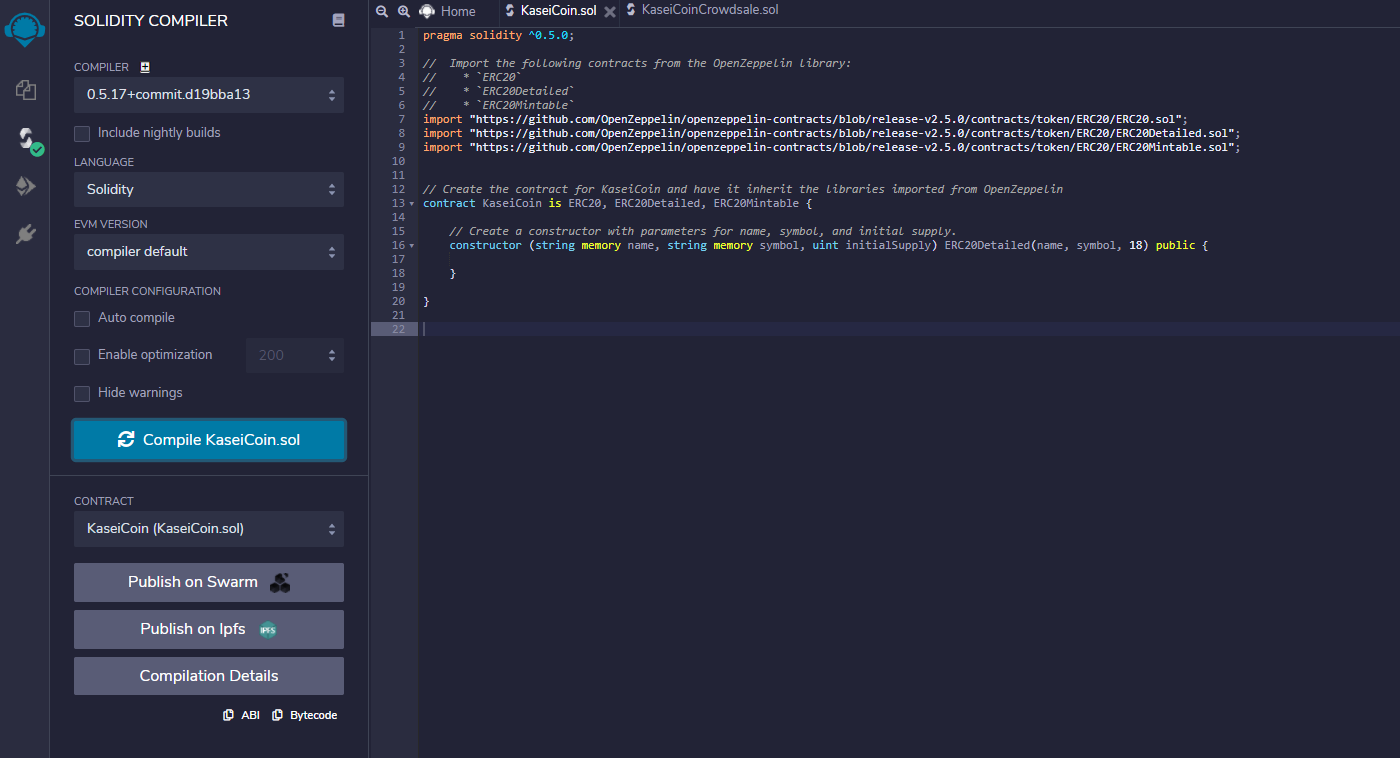 SOLIDITY COMPILER
COMPILER
0.5.17+commit.d19bba13
Include nightly builds
LANGUAGE
Solidity
EVM VERSION
compiler default
COMPILER CONFIGURATION
Auto compile
Enable optimization 200
Hide warnings
Compile KaseiCoin.sol
CONTRACT
KaseiCoin (KaseiCoin.sol)
Publish on Swarm
Publish on Ipfs IPFS
Compilation Details
ABI Bytecode
Home KaseiCoin.sol KaseiCoinCrowdsale.sol
1 pragma solidity ^0.5.0;
2
3 //  Import the following contracts from the OpenZeppelin library:
4 //    * `ERC20`
5 //    * `ERC20Detailed`
6 //    * `ERC20Mintable`
7 import "https://github.com/OpenZeppelin/openzeppelin-contracts/blob/release-v2.5.0/contracts/token/ERC20/ERC20.sol";
8 import "https://github.com/OpenZeppelin/openzeppelin-contracts/blob/release-v2.5.0/contracts/token/ERC20/ERC20Detailed.sol";
9 import "https://github.com/OpenZeppelin/openzeppelin-contracts/blob/release-v2.5.0/contracts/token/ERC20/ERC20Mintable.sol";
10
11
12 // Create the contract for KaseiCoin and have it inherit the libraries imported from OpenZeppelin
13 contract KaseiCoin is ERC20, ERC20Detailed, ERC20Mintable {
14
15     // Create a constructor with parameters for name, symbol, and initial supply.
16     constructor (string memory name, string memory symbol, uint initialSupply) ERC20Detailed(name, symbol, 18) public {
17
18     }
19
20 }
21
22